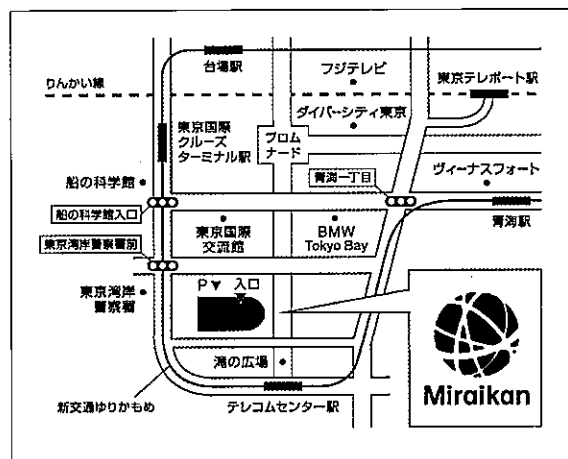 台場駅
フジテレビ
東京テレポート駅
りんかい線
ダイバーシティ東京
東京国際
クルーズ
ターミナル駅
プロム
ナード
船の科学館
青海一丁目
ヴィーナスフォート
船の科学館入口
東京国際
交流館
BMW
Tokyo Bay
青海駅
東京湾岸警察署前
P
入口
東京湾岸
警察署
滝の広場
新交通ゆりかもめ
テレコムセンター駅
Miraikan